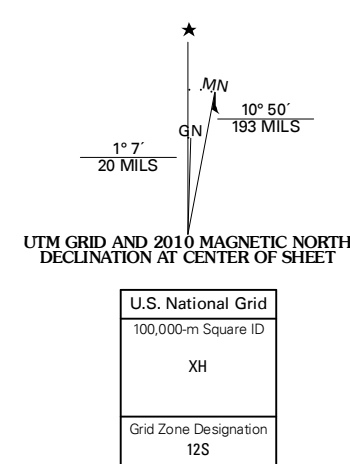 ★
MN
10° 50´
193 MILS
GN
1° 7´
20 MILS
UTM GRID AND 2010 MAGNETIC NORTH
DECLINATION AT CENTER OF SHEET
U.S. National Grid
100,000-m Square ID
XH
Grid Zone Designation
12S